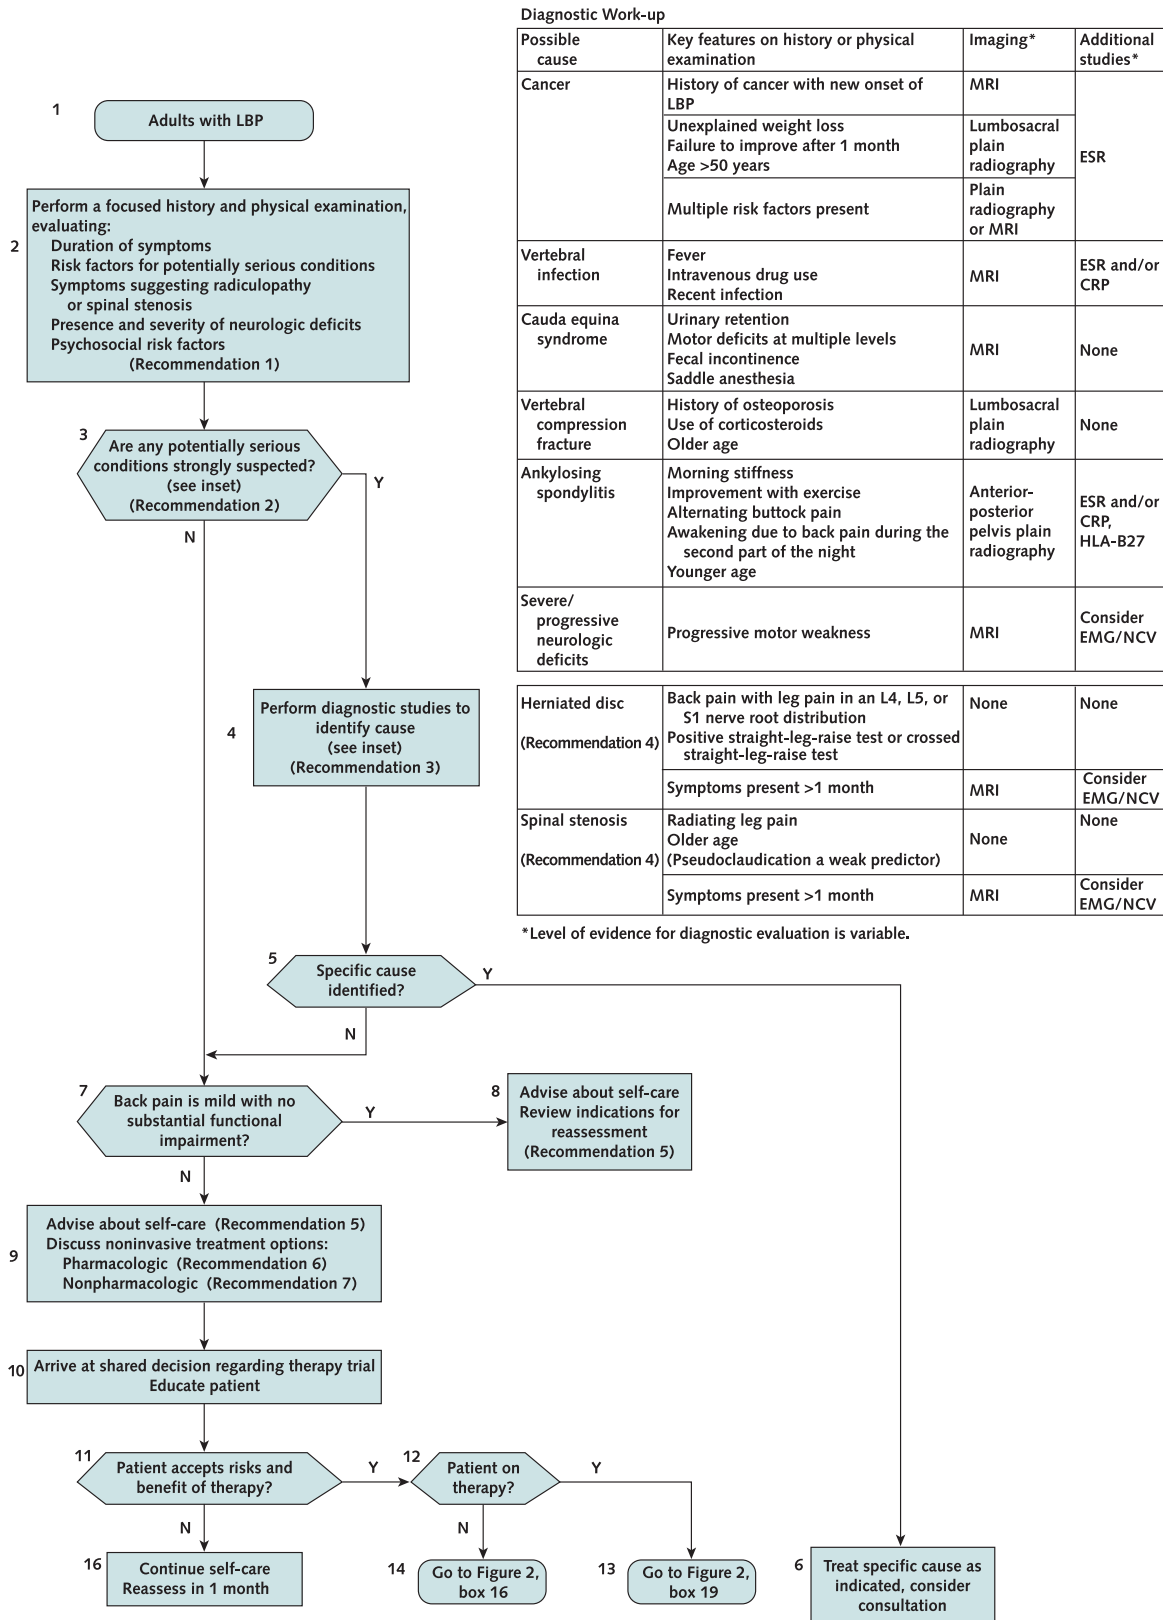 Diagnostic Work-up
Possible cause
Key features on history or physical examination
Imaging*
Additional studies*
Cancer
History of cancer with new onset of LBP
MRI
Unexplained weight loss
Failure to improve after 1 month
Age >50 years
Lumbosacral plain radiography
ESR
Multiple risk factors present
Plain radiography or MRI
Vertebral infection
Fever
Intravenous drug use
Recent infection
MRI
ESR and/or CRP
Cauda equina syndrome
Urinary retention
Motor deficits at multiple levels
Fecal incontinence
Saddle anesthesia
MRI
None
Vertebral compression fracture
History of osteoporosis
Use of corticosteroids
Older age
Lumbosacral plain radiography
None
Ankylosing spondylitis
Morning stiffness
Improvement with exercise
Alternating buttock pain
Awakening due to back pain during the
second part of the night
Younger age
Anterior-
posterior
pelvis plain
radiography
ESR and/or
CRP,
HLA-B27
Severe/
progressive
neurologic
deficits
Progressive motor weakness
MRI
Consider
EMG/NCV
Herniated disc
(Recommendation 4)
Back pain with leg pain in an L4, L5, or
S1 nerve root distribution
Positive straight-leg-raise test or crossed
straight-leg-raise test
None
None
Symptoms present >1 month
MRI
Consider
EMG/NCV
Spinal stenosis
(Recommendation 4)
Radiating leg pain
Older age
(Pseudoclaudication a weak predictor)
None
None
Symptoms present >1 month
MRI
Consider
EMG/NCV
*Level of evidence for diagnostic evaluation is variable.
1
Adults with LBP
2
Perform a focused history and physical examination,
evaluating:
Duration of symptoms
Risk factors for potentially serious conditions
Symptoms suggesting radiculopathy
or spinal stenosis
Presence and severity of neurologic deficits
Psychosocial risk factors
(Recommendation 1)
3
Are any potentially serious
conditions strongly suspected?
(see inset)
(Recommendation 2)
Y
N
4
Perform diagnostic studies to
identify cause
(see inset)
(Recommendation 3)
5
Specific cause
identified?
Y
N
7
Back pain is mild with no
substantial functional
impairment?
Y
N
8
Advise about self-care
Review indications for
reassessment
(Recommendation 5)
9
Advise about self-care (Recommendation 5)
Discuss noninvasive treatment options:
Pharmacologic (Recommendation 6)
Nonpharmacologic (Recommendation 7)
10
Arrive at shared decision regarding therapy trial
Educate patient
11
Patient accepts risks and
benefit of therapy?
Y
N
12
Patient on
therapy?
Y
N
16
Continue self-care
Reassess in 1 month
14
Go to Figure 2,
box 16
13
Go to Figure 2,
box 19
6
Treat specific cause as
indicated, consider
consultation